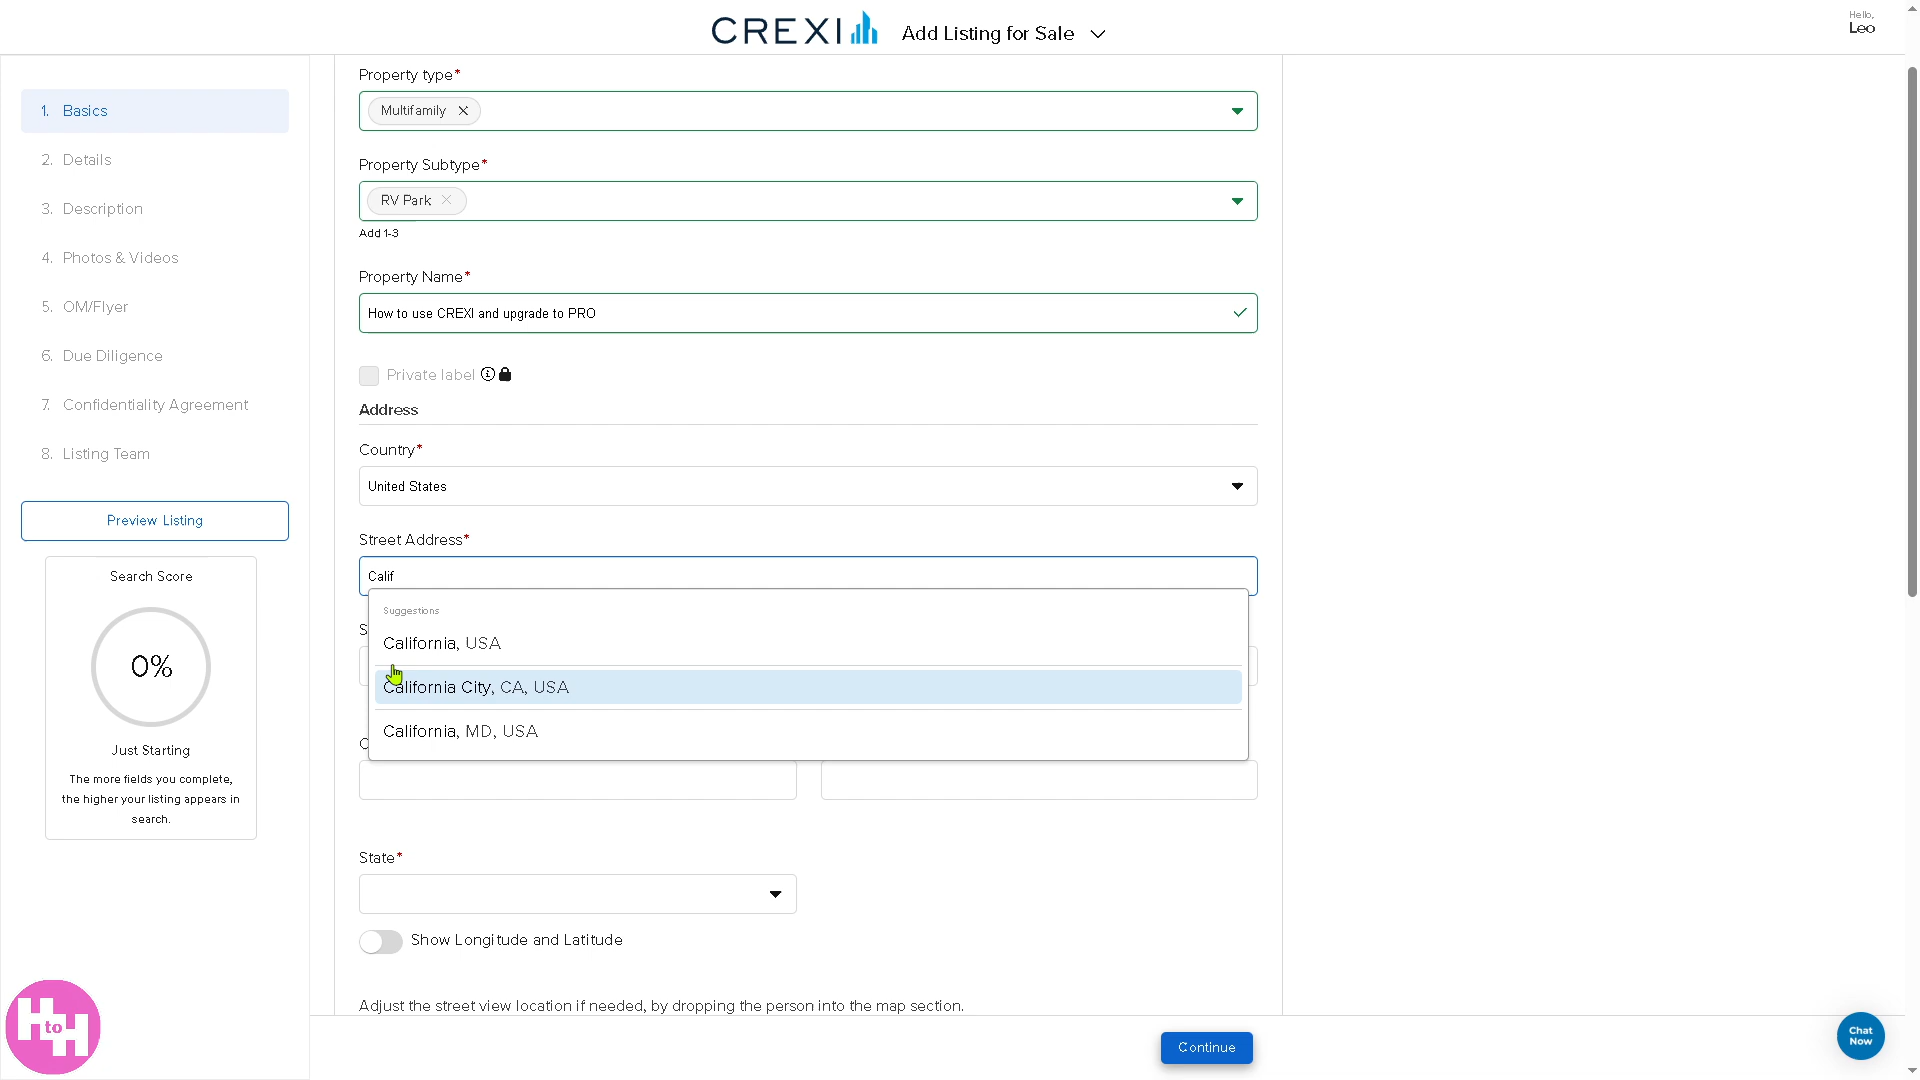 CREXI Add Listing for Sale
Hello,
Leo
1. Basics
2. Details
3. Description
4. Photos & Videos
5. OM/Flyer
6. Due Diligence
7. Confidentiality Agreement
8. Listing Team
Preview Listing
Search Score
0%
Just Starting
The more fields you complete,
the higher your listing appears in
search.
H to H
Property type*
Multifamily
Property Subtype*
RV Park
Add 1-3
Property Name*
How to use CREXI and upgrade to PRO
Private label
Address
Country*
United States
Street Address*
Calif
Suggestions
S
California, USA
California City, CA, USA
California, MD, USA
State*
Show Longitude and Latitude
Adjust the street view location if needed, by dropping the person into the map section.
Continue
Chat
Now